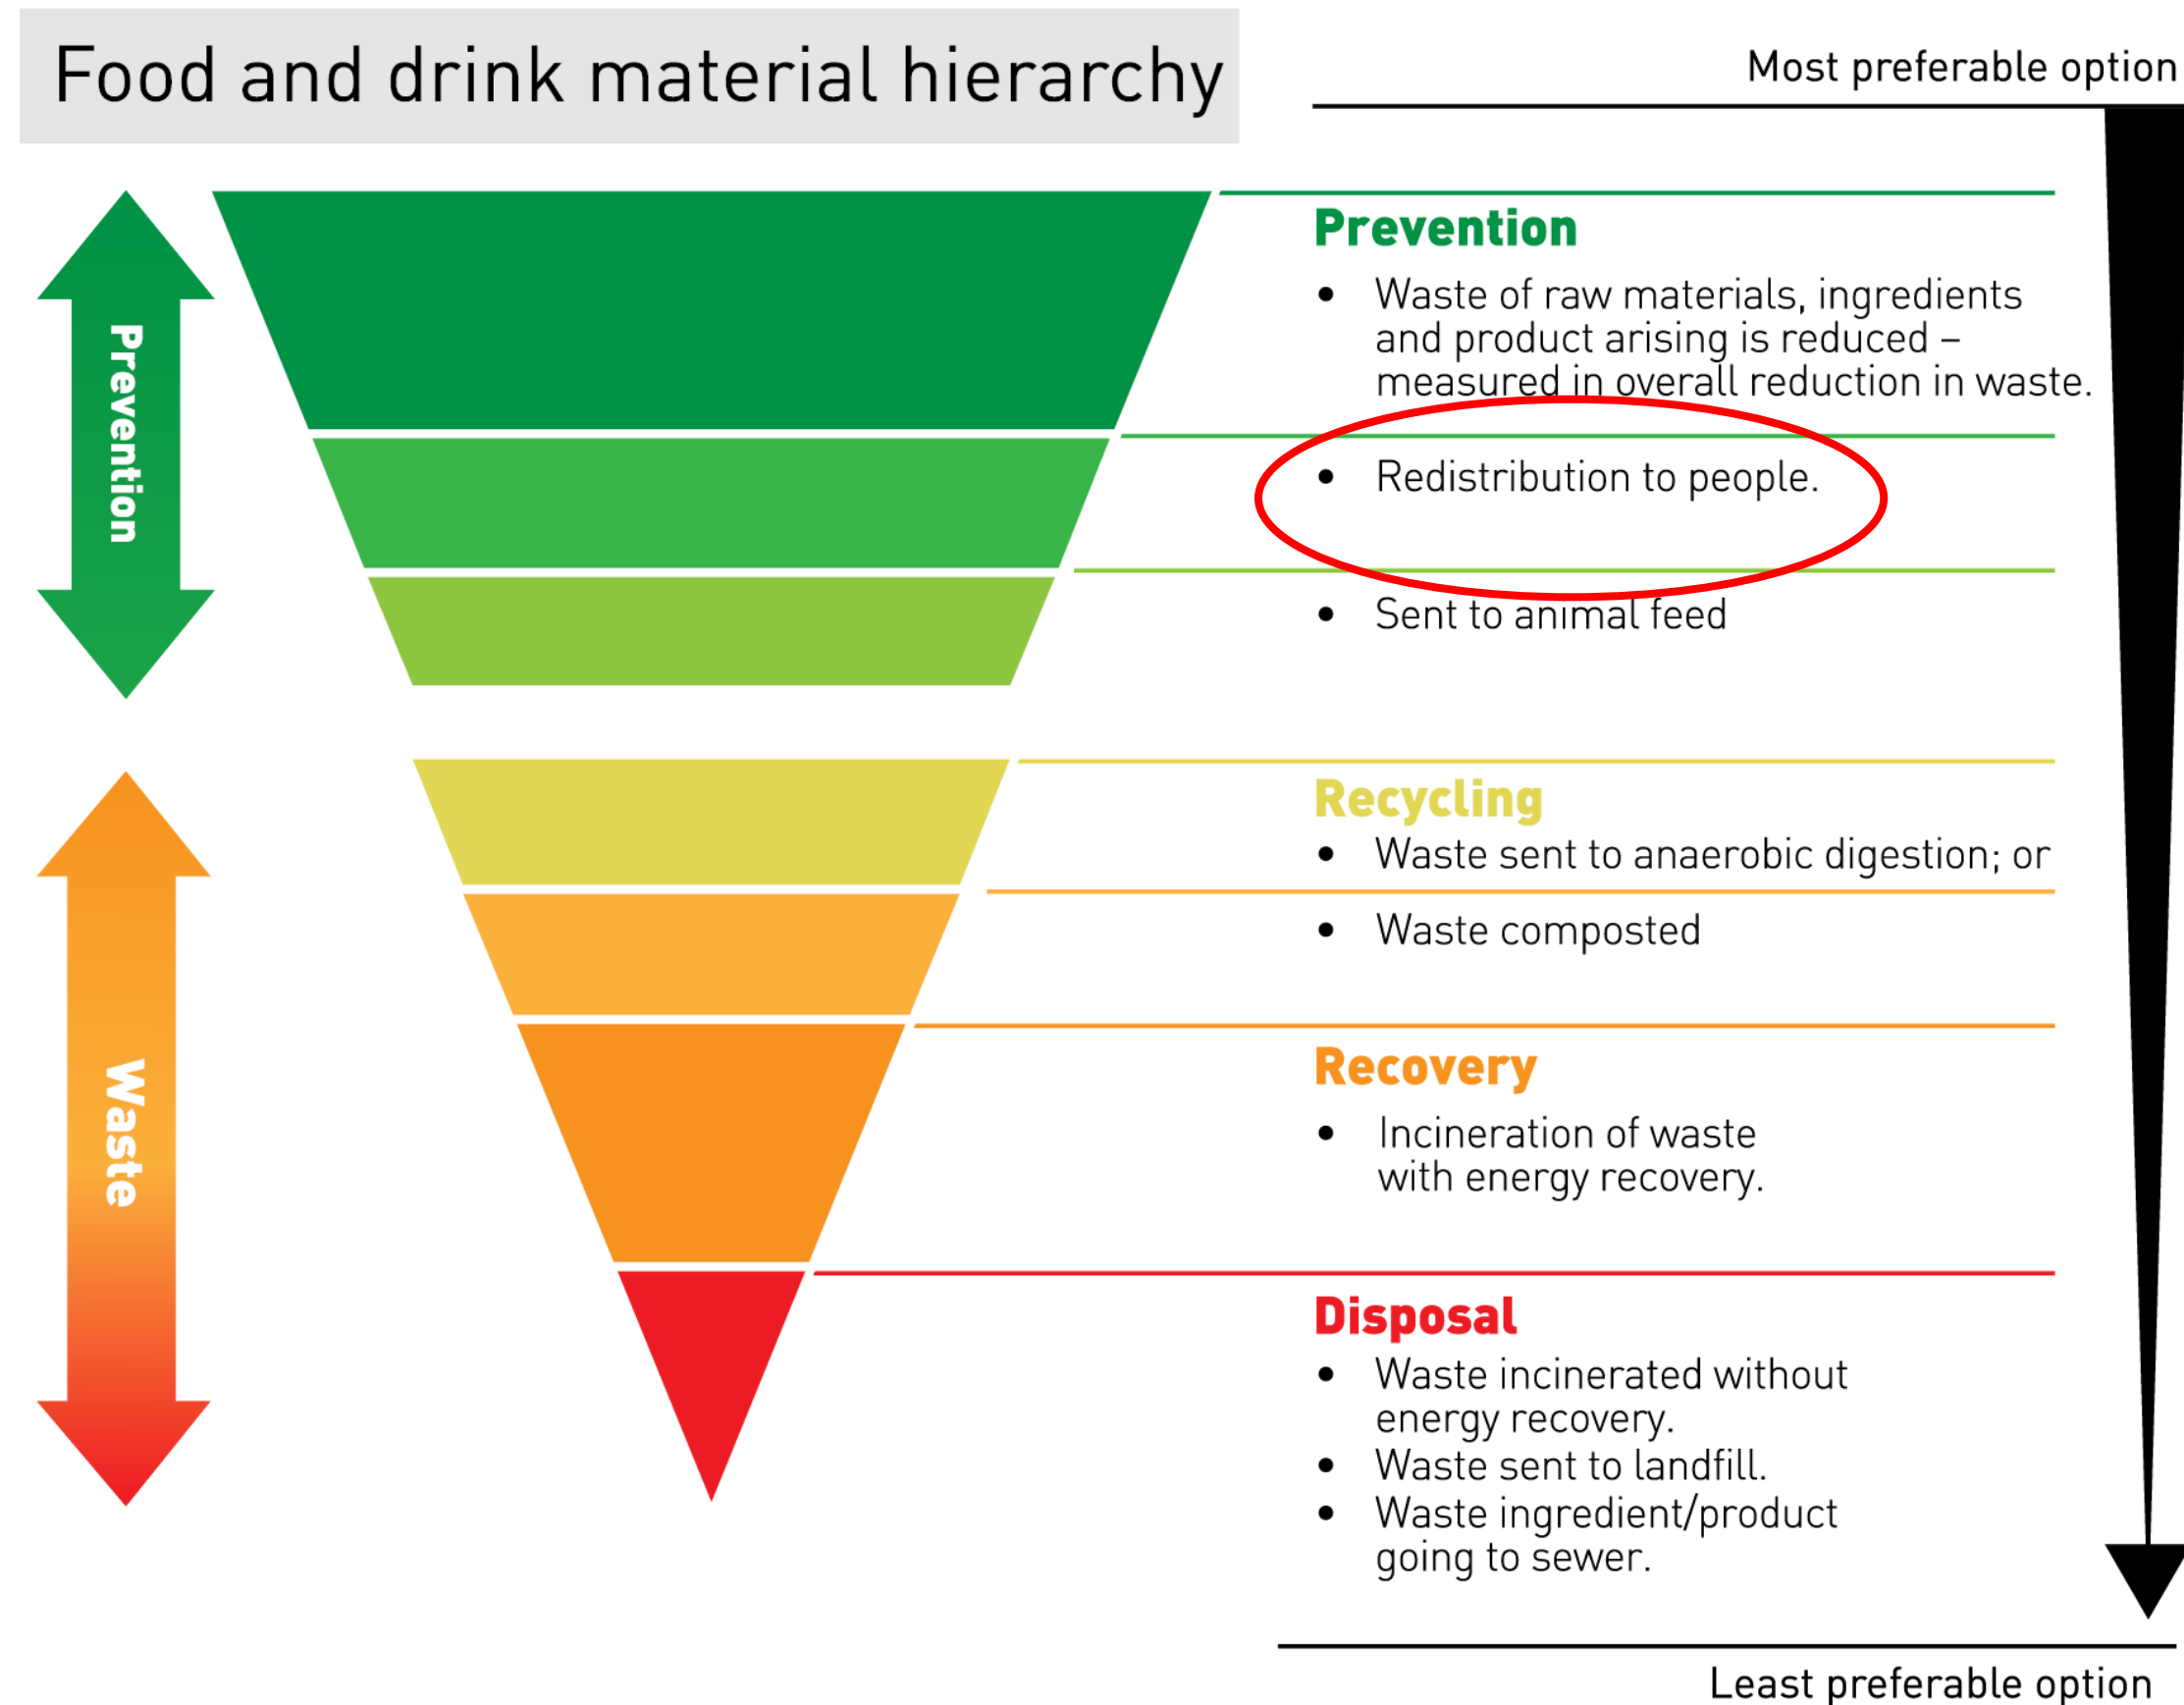 Food and drink material hierarchy
Most preferable option
Prevention
Prevention
• Waste of raw materials, ingredients
and product arising is reduced –
measured in overall reduction in waste.
• Redistribution to people.
• Sent to animal feed
Waste
Recycling
• Waste sent to anaerobic digestion; or
• Waste composted
Recovery
• Incineration of waste
with energy recovery.
Disposal
• Waste incinerated without
energy recovery.
• Waste sent to landfill.
• Waste ingredient/product
going to sewer.
Least preferable option